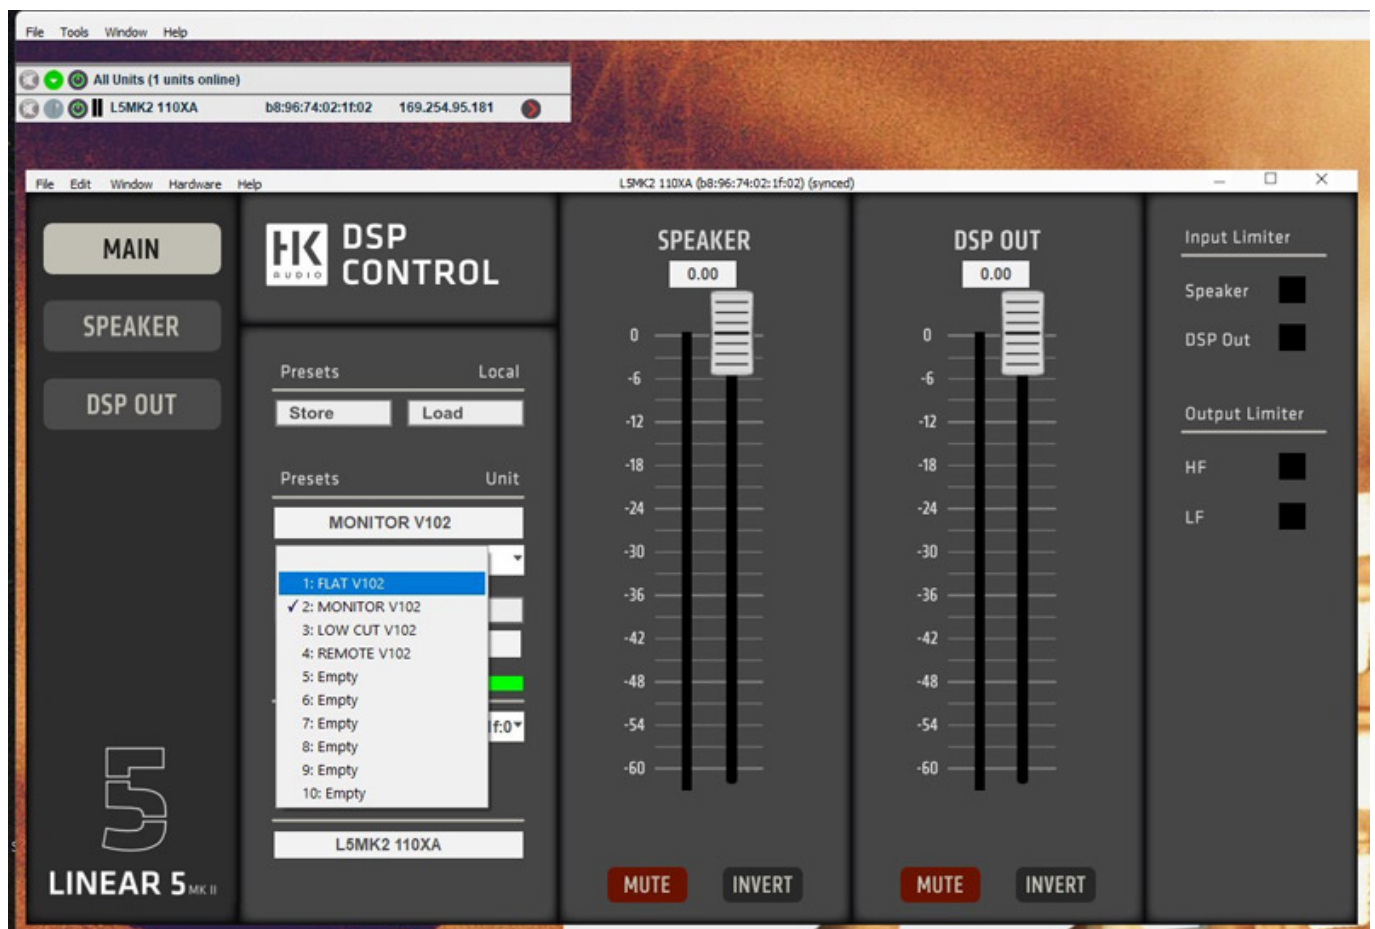 File Tools Window Help
All Units (1 units online)
L5MK2 110XA b8:96:74:02:1f:02 169.254.95.181
File Edit Window Hardware Help L5MK2 110XA (b8:96:74:02:1f:02) (synced)
MAIN
SPEAKER
DSP OUT
5
LINEAR 5 MK II
HK AUDIO
DSP CONTROL
Presets Local
Store Load
Presets Unit
MONITOR V102
1: FLAT V102
✓ 2: MONITOR V102
3: LOW CUT V102
4: REMOTE V102
5: Empty
6: Empty
7: Empty
8: Empty
9: Empty
10: Empty
lf:0
L5MK2 110XA
SPEAKER
0.00
0
-6
-12
-18
-24
-30
-36
-42
-48
-54
-60
MUTE INVERT
DSP OUT
0.00
0
-6
-12
-18
-24
-30
-36
-42
-48
-54
-60
MUTE INVERT
Input Limiter
Speaker
DSP Out
Output Limiter
HF
LF